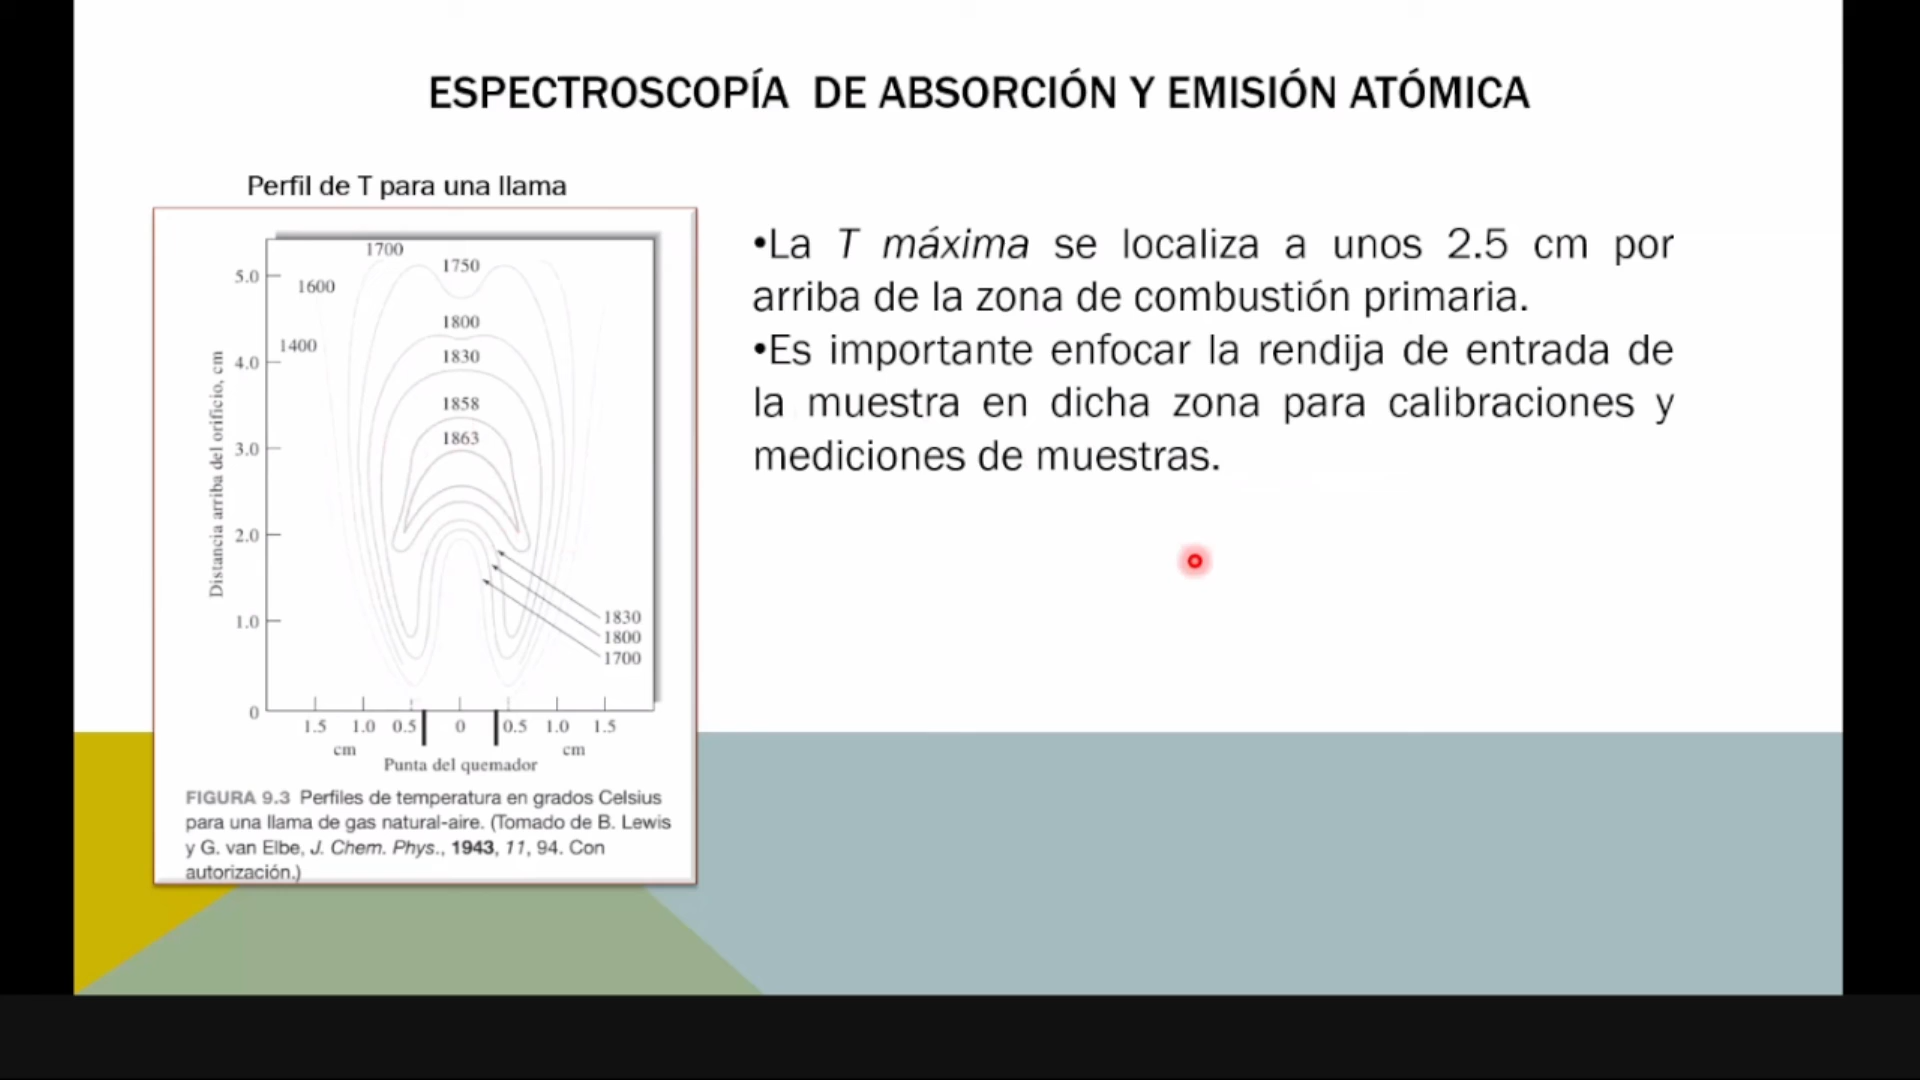 ESPECTROSCOPÍA DE ABSORCIÓN Y EMISIÓN ATÓMICA
Perfil de T para una llama
1700
1750
5.0
1600
1800
1400
1830
4.0
1858
1863
3.0
Distancia arriba del orificio, cm
2.0
1830
1.0
1800
1700
0
1.5 1.0 0.5 0 0.5 1.0 1.5
cm cm
Punta del quemador
FIGURA 9.3 Perfiles de temperatura en grados Celsius
para una llama de gas natural-aire. (Tomado de B. Lewis
y G. van Elbe, J. Chem. Phys., 1943, 11, 94. Con
autorización.)
•La T máxima se localiza a unos 2.5 cm por
arriba de la zona de combustión primaria.
•Es importante enfocar la rendija de entrada de
la muestra en dicha zona para calibraciones y
mediciones de muestras.